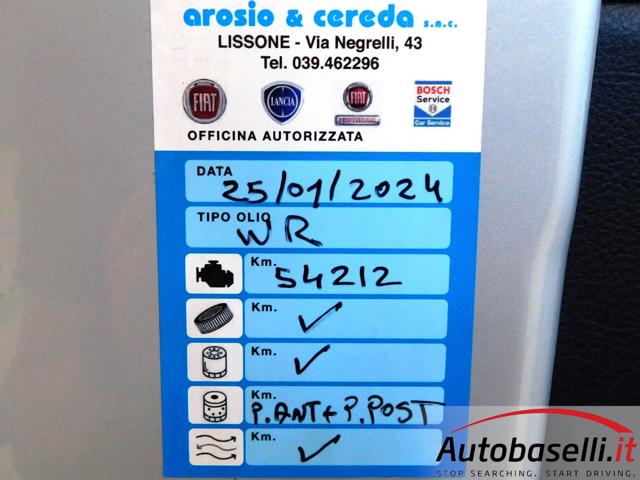 arosio & cereda s.n.c.
LISSONE - Via Negrelli, 43
Tel. 039.462296
FIAT LANCIA FIAT PROFESSIONAL BOSCH Service Car Service
OFFICINA AUTORIZZATA
DATA 25/01/2024
TIPO OLIO WR
Km. 54212
Km. ✓
Km. ✓
Km. P.ANT + P.POST
Km. ✓
Autobaselli.it
STOP SEARCHING. START DRIVING.